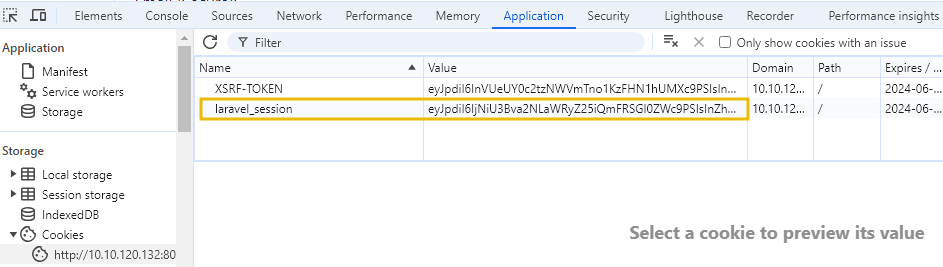 Elements Console Sources Network Performance Memory Application Security Lighthouse Recorder Performance insights
Application
Manifest
Service workers
Storage
Storage
Local storage
Session storage
IndexedDB
Cookies
http://10.10.120.132:80
Filter
Only show cookies with an issue
Name Value Domain Path Expires /
XSRF-TOKEN 10.10.12... / 2024-06-...
laravel_session 10.10.12... / 2024-06-...
Select a cookie to preview its value